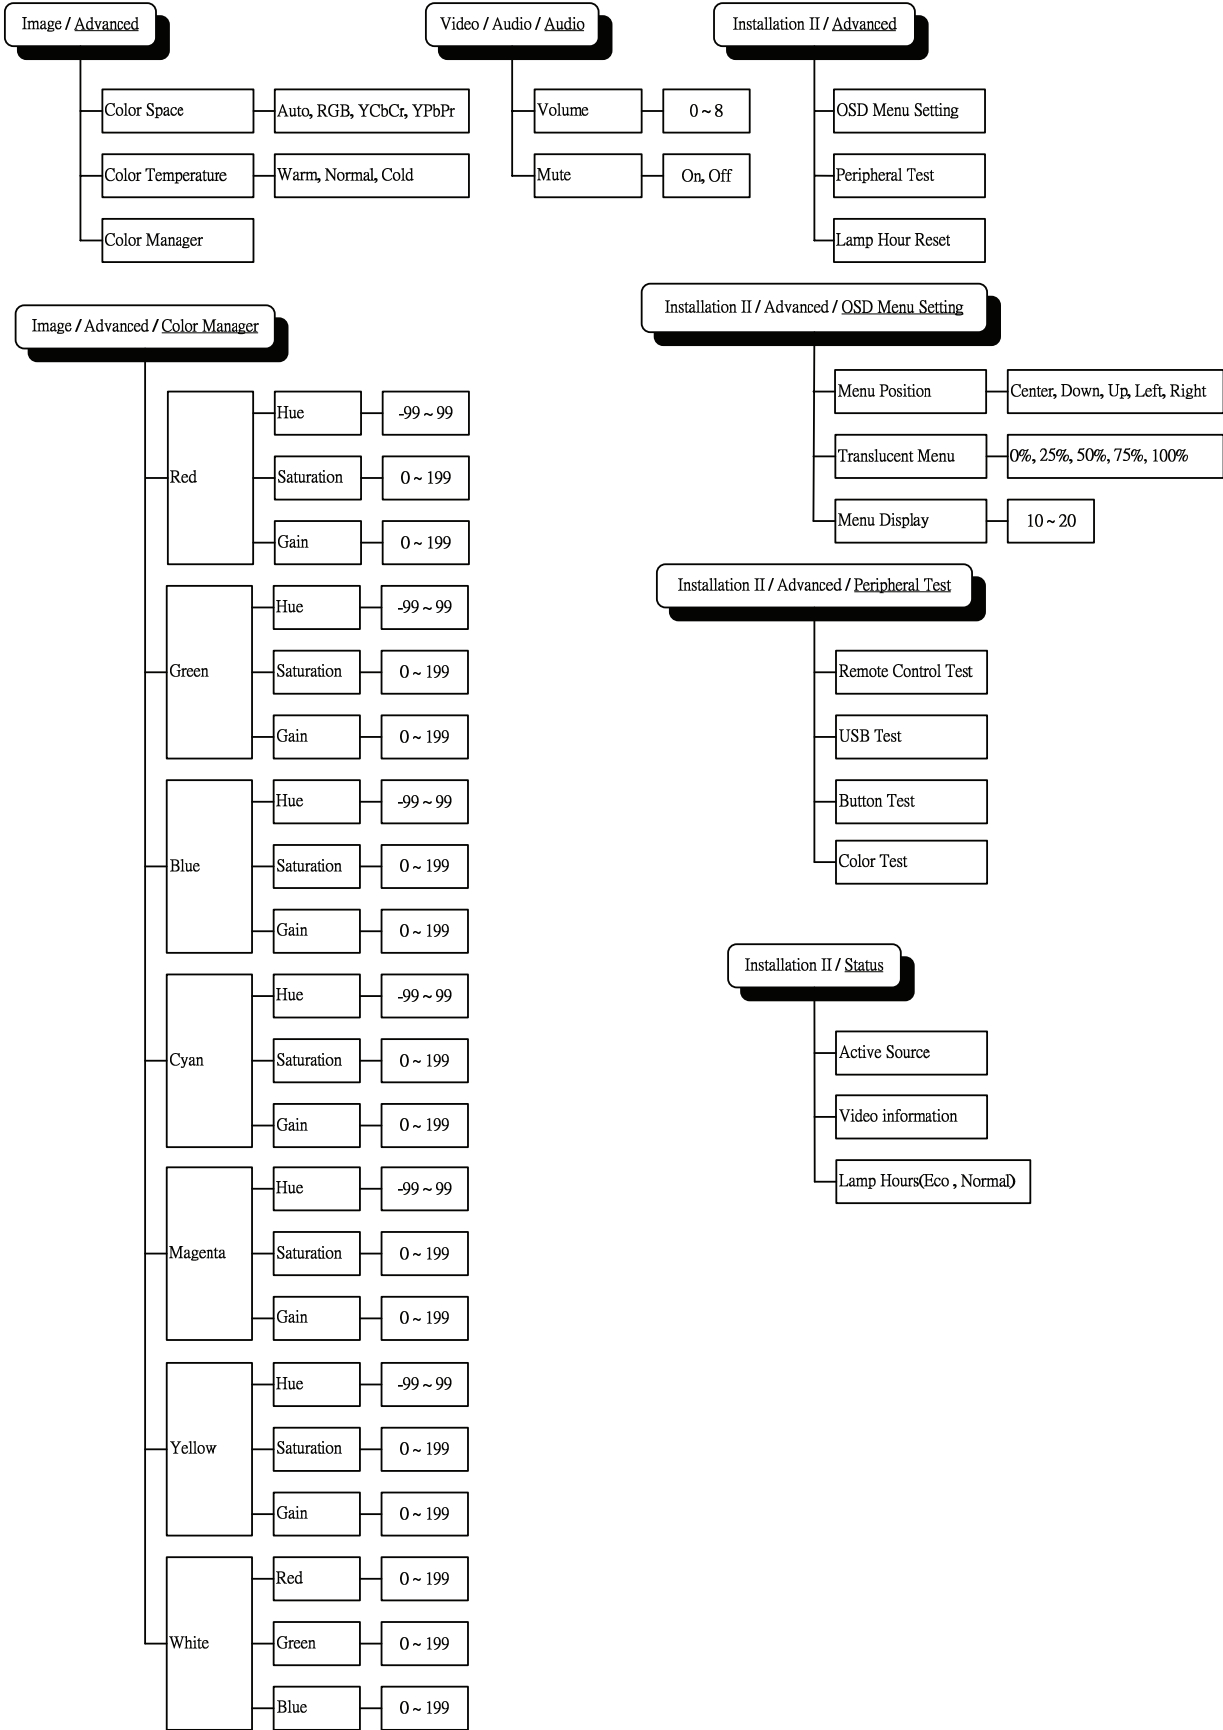 Image / Advanced
Color Space
Auto, RGB, YCbCr, YPbPr
Color Temperature
Warm, Normal, Cold
Color Manager
Video / Audio / Audio
Volume
0 ~ 8
Mute
On, Off
Installation II / Advanced
OSD Menu Setting
Peripheral Test
Lamp Hour Reset
Image / Advanced / Color Manager
Red
Hue
-99 ~ 99
Saturation
0 ~ 199
Gain
0 ~ 199
Green
Hue
-99 ~ 99
Saturation
0 ~ 199
Gain
0 ~ 199
Blue
Hue
-99 ~ 99
Saturation
0 ~ 199
Gain
0 ~ 199
Cyan
Hue
-99 ~ 99
Saturation
0 ~ 199
Gain
0 ~ 199
Magenta
Hue
-99 ~ 99
Saturation
0 ~ 199
Gain
0 ~ 199
Yellow
Hue
-99 ~ 99
Saturation
0 ~ 199
Gain
0 ~ 199
White
Red
0 ~ 199
Green
0 ~ 199
Blue
0 ~ 199
Installation II / Advanced / OSD Menu Setting
Menu Position
Center, Down, Up, Left, Right
Translucent Menu
0%, 25%, 50%, 75%, 100%
Menu Display
10 ~ 20
Installation II / Advanced / Peripheral Test
Remote Control Test
USB Test
Button Test
Color Test
Installation II / Status
Active Source
Video information
Lamp Hours(Eco , Normal)